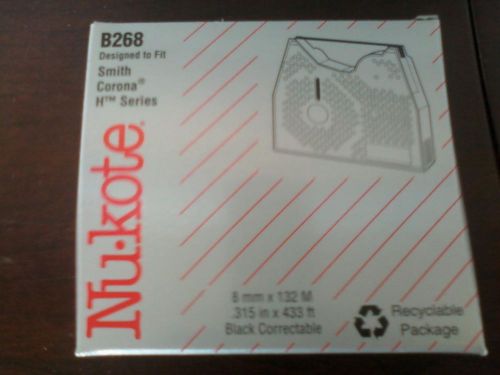 B268
Designed to Fit
Smith
Corona®
H™ Series
Nu·kote®
8 mm x 132 M
.315 in x 433 ft
Black Correctable
Recyclable
Package